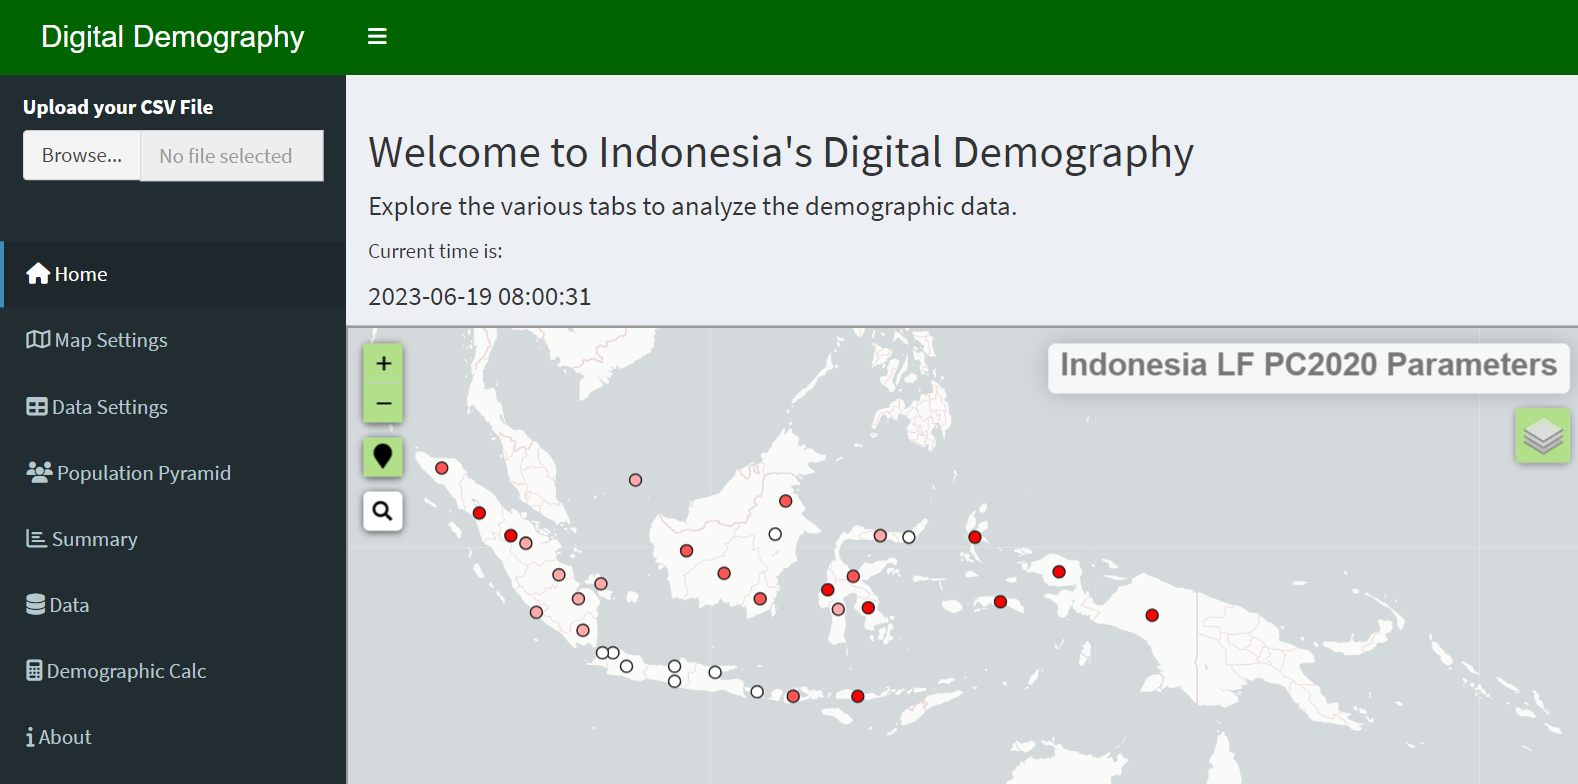 Digital Demography
Upload your CSV File
Browse... No file selected
Home
Map Settings
Data Settings
Population Pyramid
Summary
Data
Demographic Calc
About
Welcome to Indonesia's Digital Demography
Explore the various tabs to analyze the demographic data.
Current time is:
2023-06-19 08:00:31
+
−
Indonesia LF PC2020 Parameters